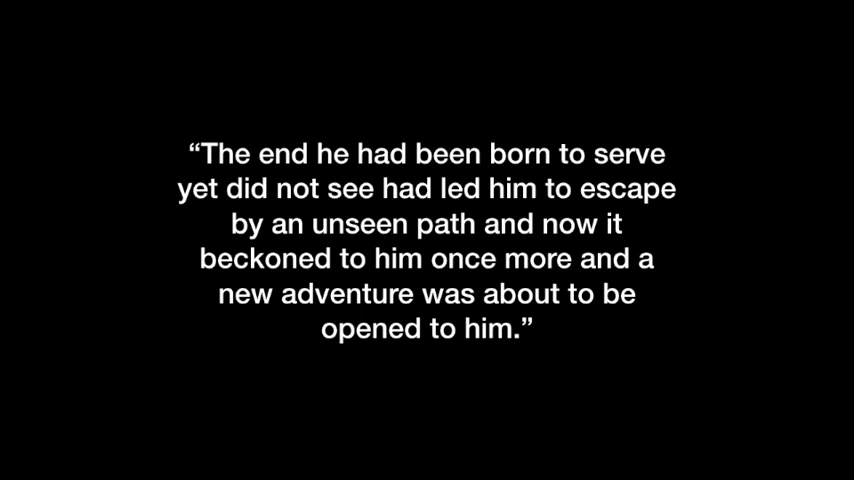 “The end he had been born to serve
yet did not see had led him to escape
by an unseen path and now it
beckoned to him once more and a
new adventure was about to be
opened to him.”